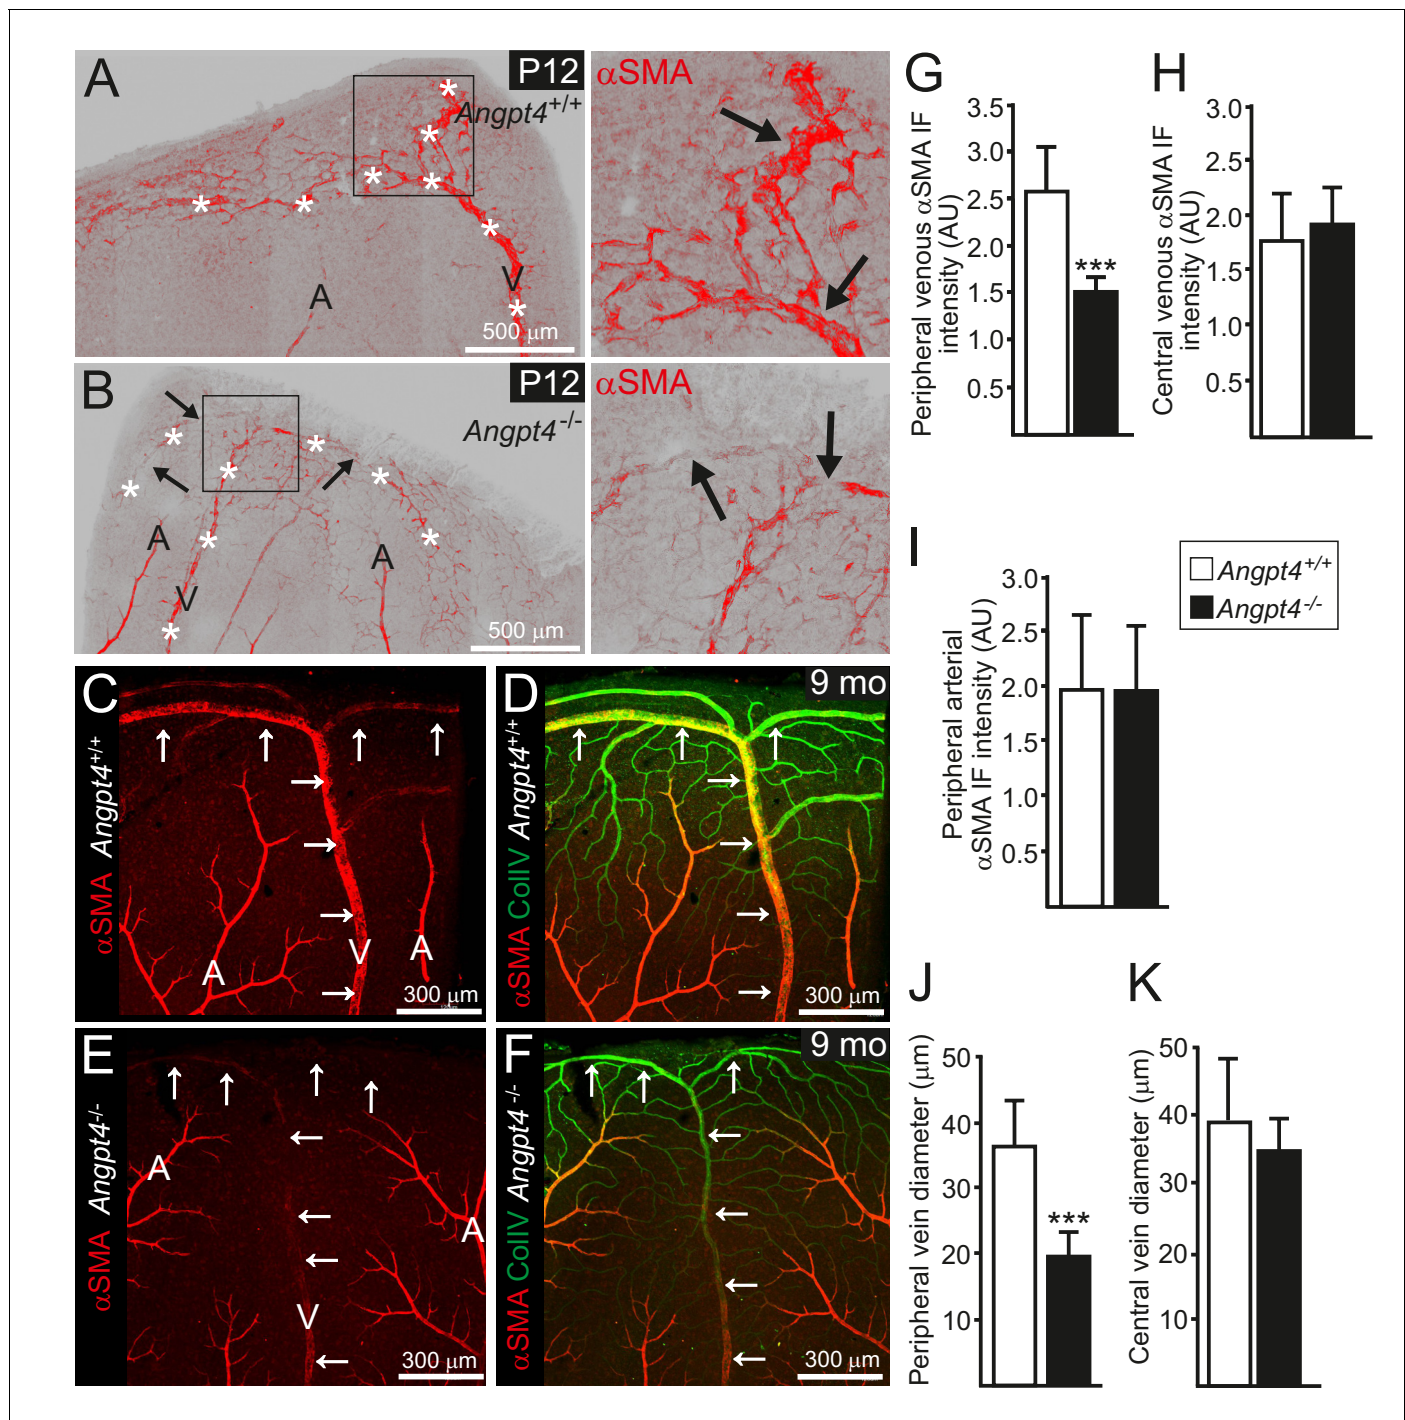 A
P12
Angpt4+/+
αSMA
A
V
500 µm
B
P12
Angpt4-/-
αSMA
A
V
A
500 µm
C
αSMA Angpt4+/+
A
V
A
300 µm
D
9 mo
αSMA ColIV Angpt4+/+
300 µm
E
αSMA Angpt4-/-
A
V
A
300 µm
F
9 mo
αSMA ColIV Angpt4-/-
300 µm
G
Peripheral venous αSMA IF
intensity (AU)
3.5
3.0
2.5
2.0
1.5
1.0
0.5
***
H
Central venous αSMA IF
intensity (AU)
3.0
2.5
2.0
1.5
1.0
0.5
I
Peripheral arterial
αSMA IF intensity (AU)
3.0
2.5
2.0
1.5
1.0
0.5
Angpt4+/+
Angpt4-/-
J
Peripheral vein diameter (µm)
50
40
30
20
10
***
K
Central vein diameter (µm)
50
40
30
20
10